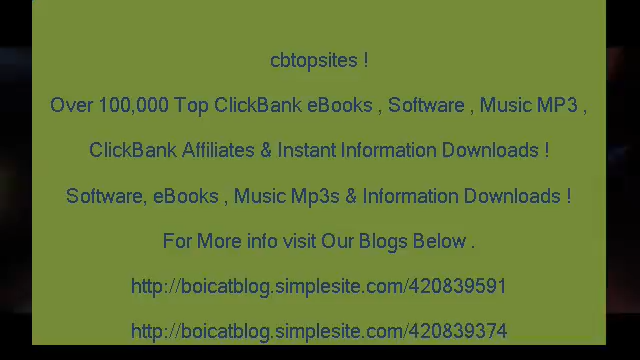 cbtopsites !
Over 100,000 Top ClickBank eBooks , Software , Music MP3 ,
ClickBank Affiliates & Instant Information Downloads !
Software, eBooks , Music Mp3s & Information Downloads !
For More info visit Our Blogs Below .
http://boicatblog.simplesite.com/420839591
http://boicatblog.simplesite.com/420839374